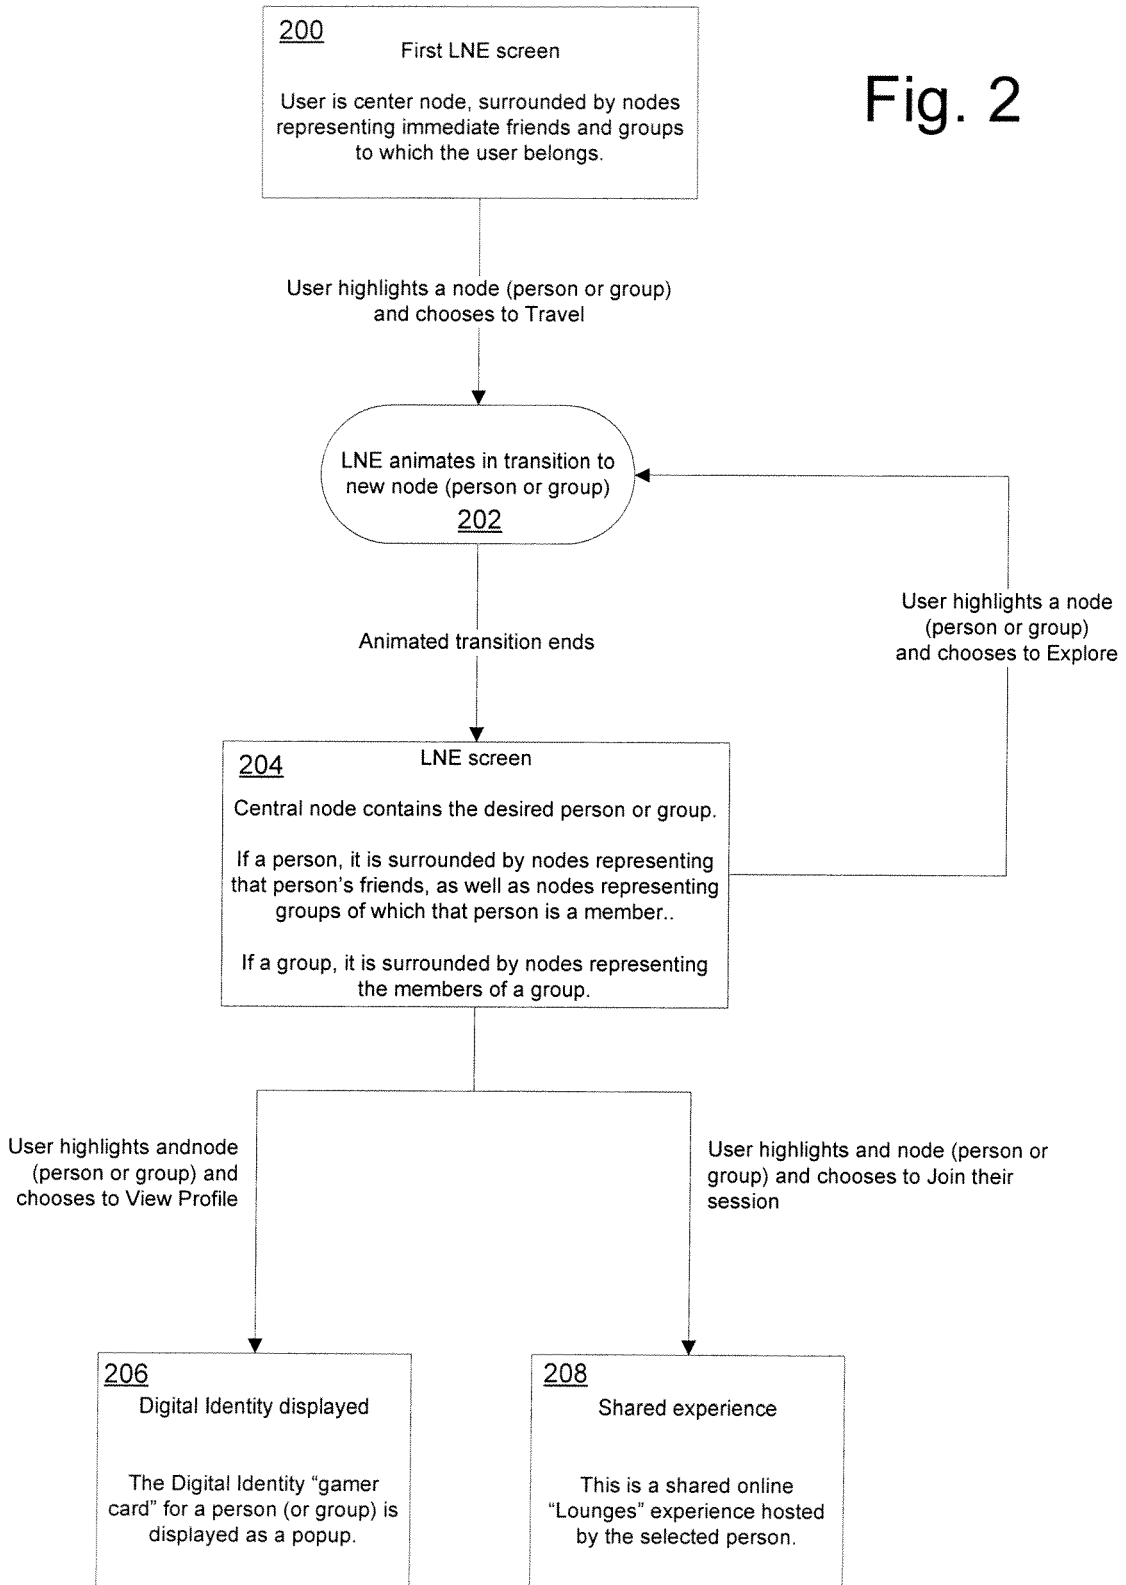 200
First LNE screen
User is center node, surrounded by nodes
representing immediate friends and groups
to which the user belongs.
Fig. 2
User highlights a node (person or group)
and chooses to Travel
LNE animates in transition to
new node (person or group)
202
User highlights a node
(person or group)
and chooses to Explore
Animated transition ends
204
LNE screen
Central node contains the desired person or group.
If a person, it is surrounded by nodes representing
that person's friends, as well as nodes representing
groups of which that person is a member..
If a group, it is surrounded by nodes representing
the members of a group.
User highlights andnode
(person or group) and
chooses to View Profile
User highlights and node (person or
group) and chooses to Join their
session
206
Digital Identity displayed
The Digital Identity “gamer
card” for a person (or group) is
displayed as a popup.
208
Shared experience
This is a shared online
“Lounges” experience hosted
by the selected person.